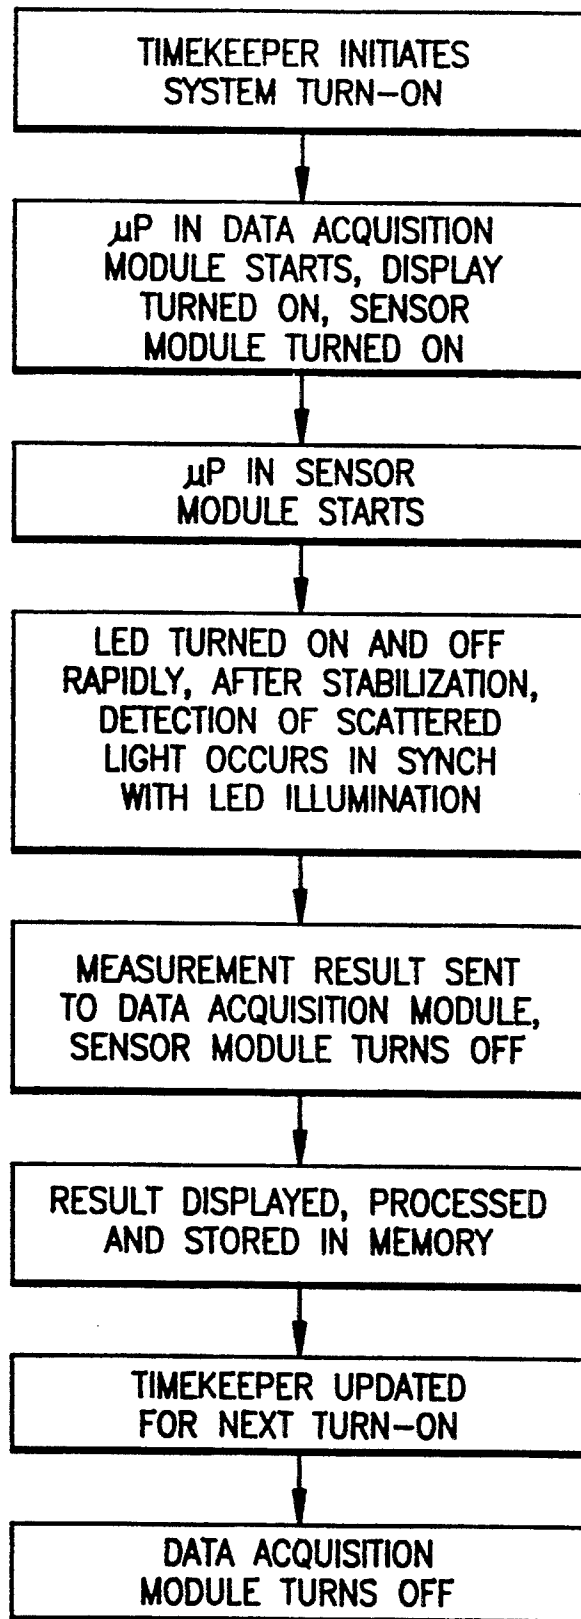 TIMEKEEPER INITIATES
SYSTEM TURN-ON
µP IN DATA ACQUISITION
MODULE STARTS, DISPLAY
TURNED ON, SENSOR
MODULE TURNED ON
µP IN SENSOR
MODULE STARTS
LED TURNED ON AND OFF
RAPIDLY, AFTER STABILIZATION,
DETECTION OF SCATTERED
LIGHT OCCURS IN SYNCH
WITH LED ILLUMINATION
MEASUREMENT RESULT SENT
TO DATA ACQUISITION MODULE,
SENSOR MODULE TURNS OFF
RESULT DISPLAYED, PROCESSED
AND STORED IN MEMORY
TIMEKEEPER UPDATED
FOR NEXT TURN-ON
DATA ACQUISITION
MODULE TURNS OFF